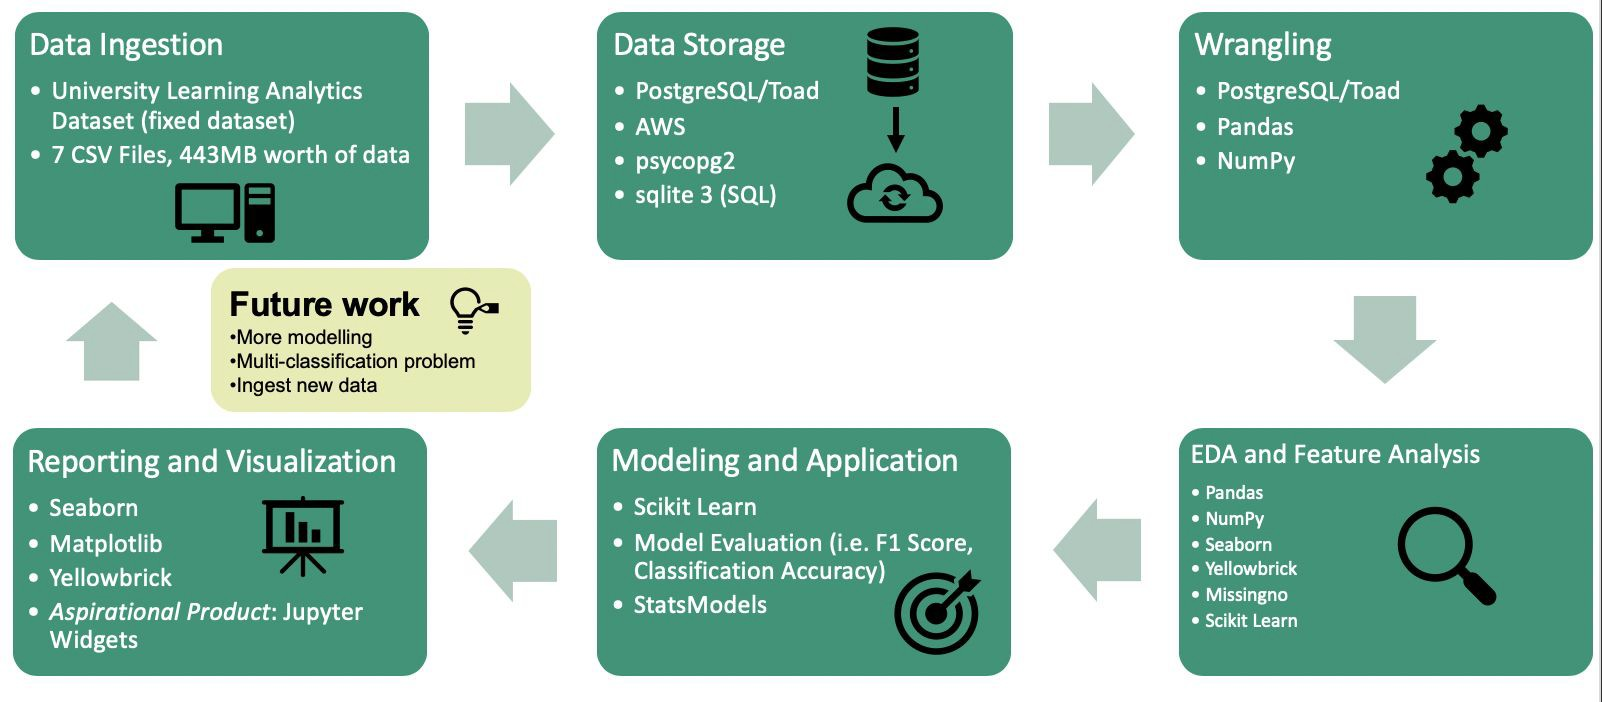 Data Ingestion
• University Learning Analytics
Dataset (fixed dataset)
• 7 CSV Files, 443MB worth of data
Data Storage
• PostgreSQL/Toad
• AWS
• psycopg2
• sqlite 3 (SQL)
Wrangling
• PostgreSQL/Toad
• Pandas
• NumPy
EDA and Feature Analysis
• Pandas
• NumPy
• Seaborn
• Yellowbrick
• Missingno
• Scikit Learn
Modeling and Application
• Scikit Learn
• Model Evaluation (i.e. F1 Score,
Classification Accuracy)
• StatsModels
Reporting and Visualization
• Seaborn
• Matplotlib
• Yellowbrick
• Aspirational Product: Jupyter
Widgets
Future work
•More modelling
•Multi-classification problem
•Ingest new data